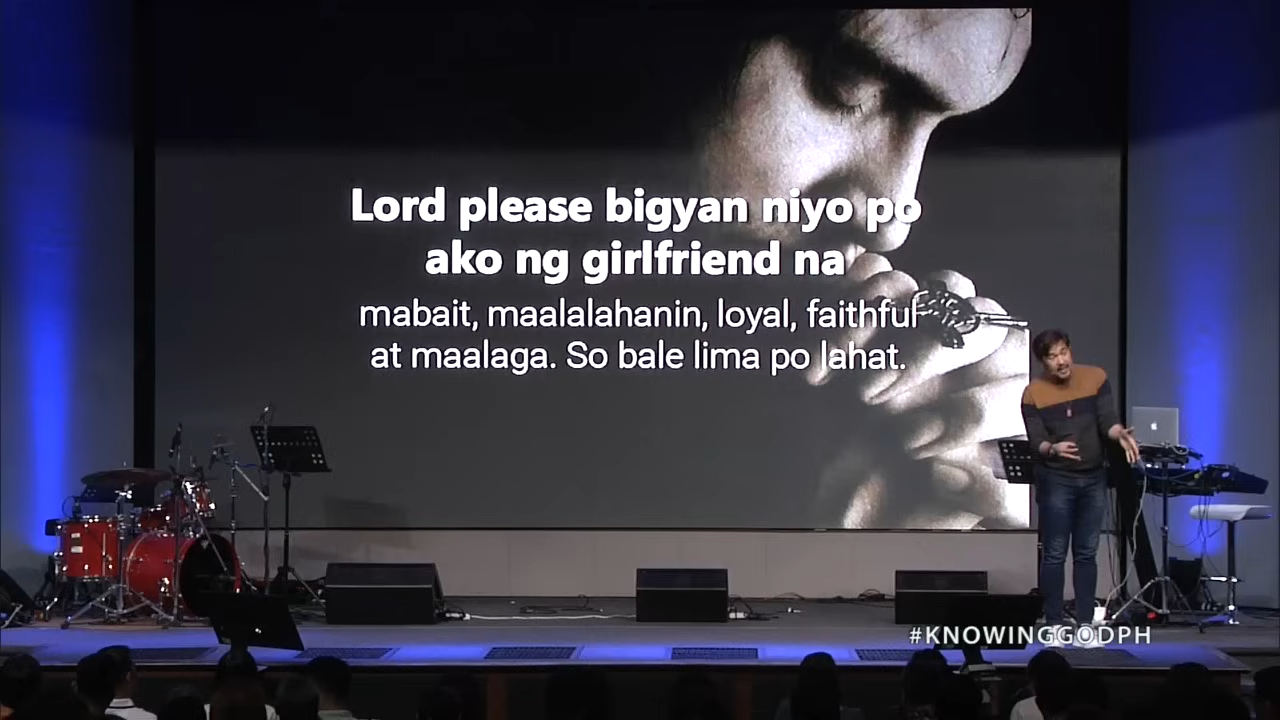 Lord please bigyan niyo po
ako ng girlfriend na
mabait, maalalahanin, loyal, faithful
at maalaga. So bale lima po lahat.
#KNOWINGGODPH